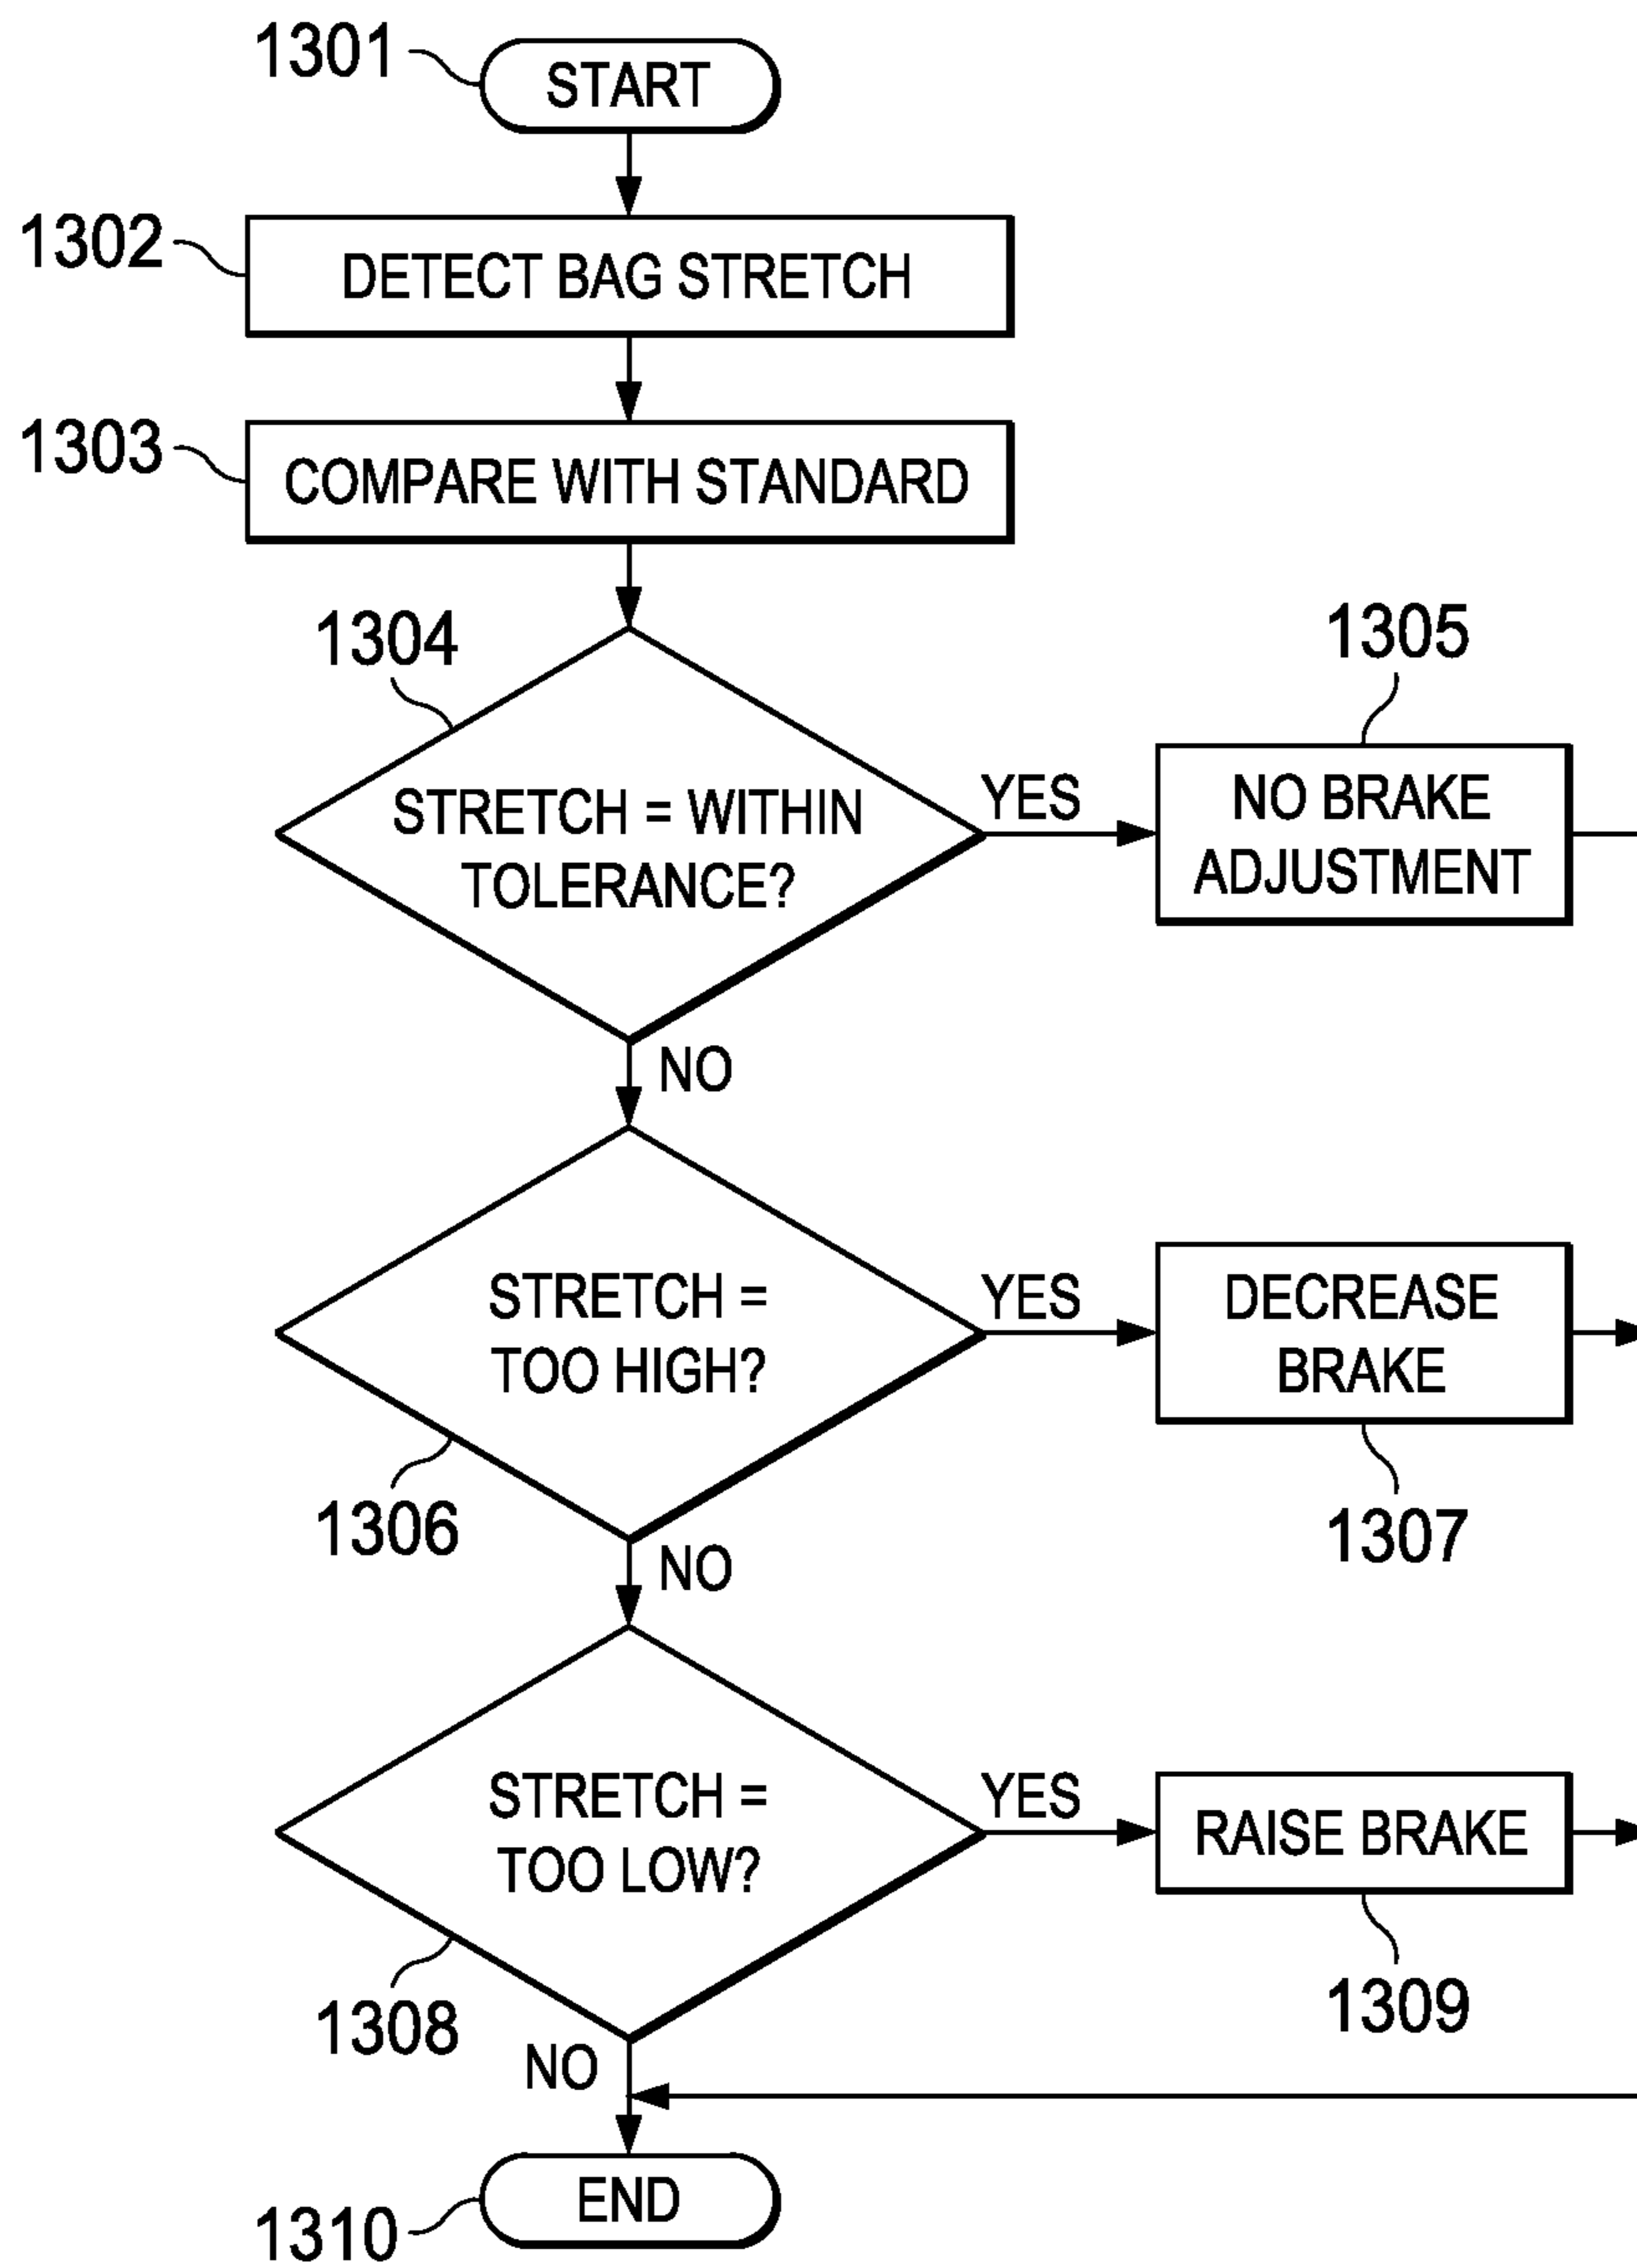 1301
START
1302
DETECT BAG STRETCH
1303
COMPARE WITH STANDARD
1304
STRETCH = WITHIN
TOLERANCE?
YES
1305
NO BRAKE
ADJUSTMENT
NO
STRETCH =
TOO HIGH?
1306
YES
DECREASE
BRAKE
1307
NO
STRETCH =
TOO LOW?
1308
YES
RAISE BRAKE
1309
NO
END
1310